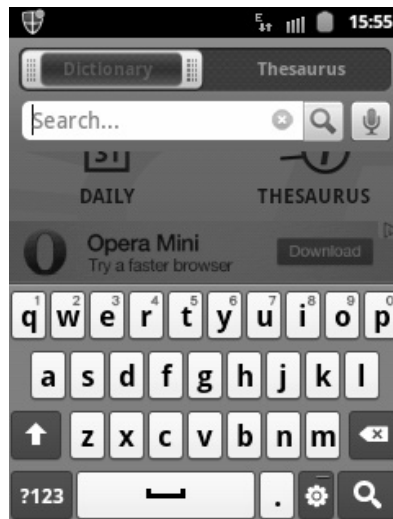 E 15:55
Dictionary Thesaurus
Search...
31
DAILY THESAURUS
Opera Mini Download
Try a faster browser
1 2 3 4 5 6 7 8 9 0
q w e r t y u i o p
a s d f g h j k l
z x c v b n m
?123 .